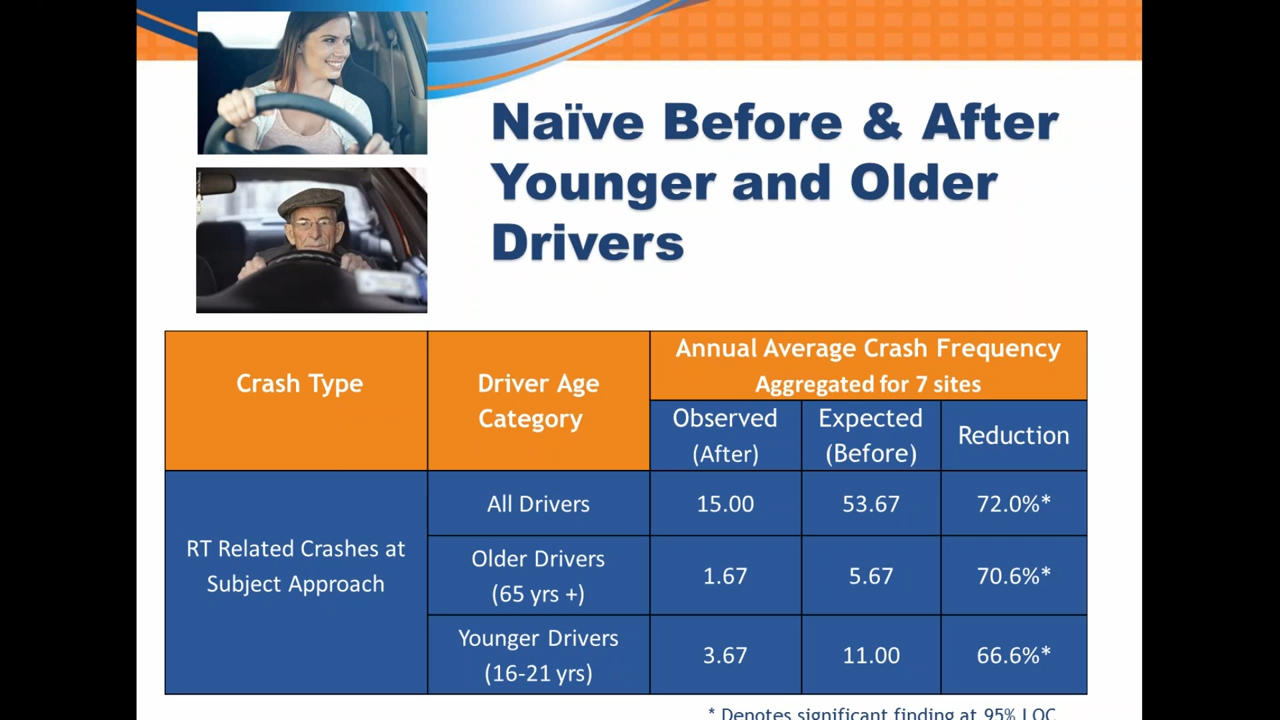 Naïve Before & After
Younger and Older
Drivers
Crash Type
Driver Age
Category
Annual Average Crash Frequency
Aggregated for 7 sites
Observed
(After)
Expected
(Before)
Reduction
RT Related Crashes at
Subject Approach
All Drivers
15.00
53.67
72.0%*
Older Drivers
(65 yrs +)
1.67
5.67
70.6%*
Younger Drivers
(16-21 yrs)
3.67
11.00
66.6%*
* Denotes significant finding at 95% LOC